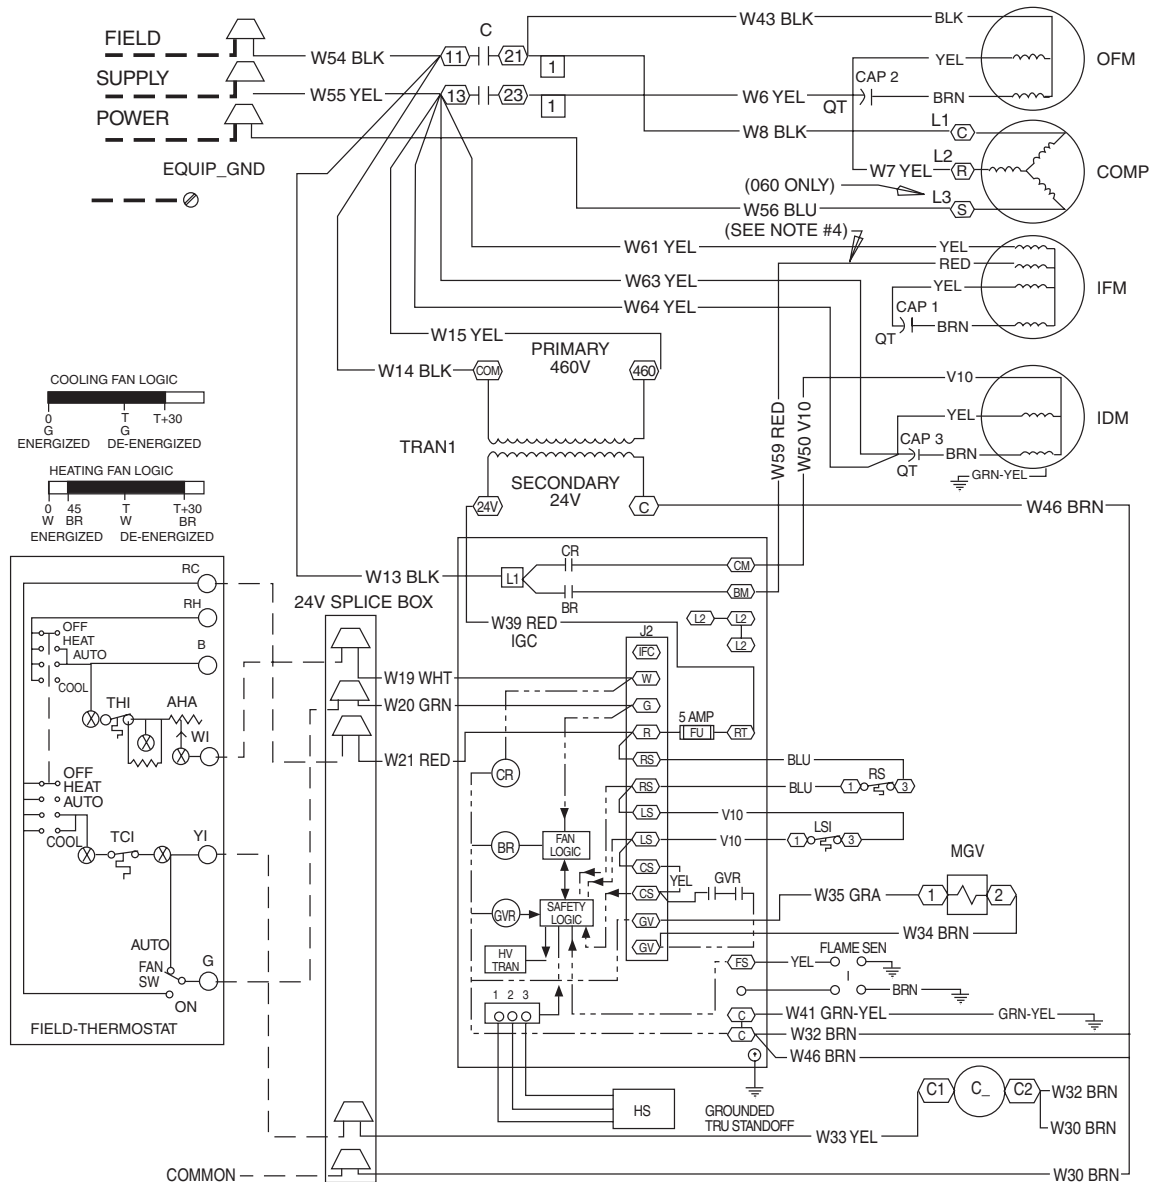 FIELD
SUPPLY
POWER
EQUIP_GND
W54 BLK
W55 YEL
11
C
21
1
13
23
1
W43 BLK
BLK
YEL
OFM
CAP 2
QT
BRN
W6 YEL
W8 BLK
L1
C
L2
R
W7 YEL
COMP
(060 ONLY)
L3
S
W56 BLU
(SEE NOTE #4)
W61 YEL
YEL
RED
W63 YEL
YEL
IFM
W64 YEL
CAP 1
QT
BRN
W15 YEL
PRIMARY
460V
W14 BLK
COM
460
V10
YEL
IDM
CAP 3
QT
BRN
GRN-YEL
W59 RED
W50 V10
TRAN1
SECONDARY
24V
24V
C
W46 BRN
COOLING FAN LOGIC
0
G
T
G
T+30
ENERGIZED
DE-ENERGIZED
HEATING FAN LOGIC
0
W
45
BR
T
W
T+30
BR
ENERGIZED
DE-ENERGIZED
RC
RH
OFF
HEAT
AUTO
COOL
B
THI
AHA
WI
OFF
HEAT
AUTO
COOL
TCI
YI
AUTO
FAN
SW
G
ON
FIELD-THERMOSTAT
24V SPLICE BOX
W13 BLK
L1
CR
CM
BR
BM
W39 RED
IGC
L2
L2
L2
J2
IFC
W19 WHT
W
W20 GRN
G
W21 RED
R
5 AMP
FU
RT
RS
BLU
CR
RS
BLU
1
RS
3
LS
V10
LS
V10
1
LSI
3
BR
FAN
LOGIC
CS
YEL
CS
GVR
MGV
GVR
SAFETY
LOGIC
GV
W35 GRA
1
2
GV
W34 BRN
HV
TRAN
FS
YEL
FLAME SEN
BRN
1 2 3
C
W41 GRN-YEL
GRN-YEL
C
W32 BRN
W46 BRN
HS
GROUNDED
TRU STANDOFF
C1
C_
C2
W32 BRN
W30 BRN
W33 YEL
COMMON
W30 BRN